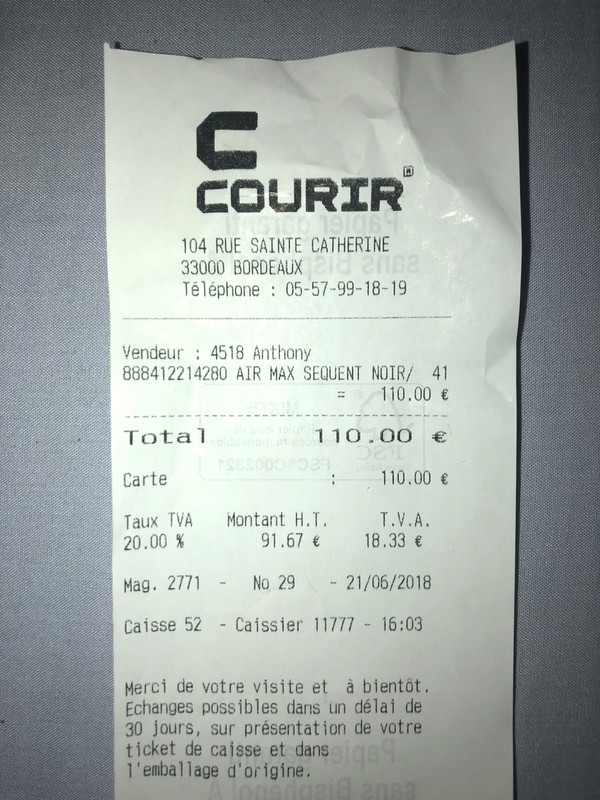 C
COURIR®
104 RUE SAINTE CATHERINE
33000 BORDEAUX
Téléphone : 05-57-99-18-19
Vendeur : 4518 Anthony
888412214280 AIR MAX SEQUENT NOIR/ 41
= 110.00 €
Total 110.00 €
Carte : 110.00 €
Taux TVA Montant H.T. T.V.A.
20.00 % 91.67 € 18.33 €
Mag. 2771 - No 29 - 21/06/2018
Caisse 52 - Caissier 11777 - 16:03
Merci de votre visite et à bientôt.
Echanges possibles dans un délai de
30 jours, sur présentation de votre
ticket de caisse et dans
l'emballage d'origine.